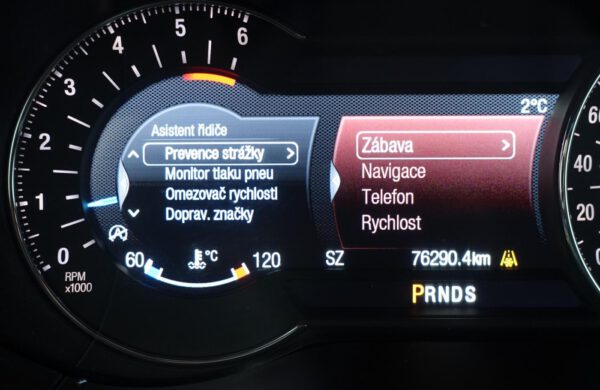 6
5
4
3
2
1
0
RPM
x1000
Asistent řidiče
Prevence strážky
Monitor tlaku pneu
Omezovač rychlosti
Doprav. značky
60 °C 120
2°C
Zábava
Navigace
Telefon
Rychlost
SZ 76290.4km
PRNDS
60
40
20
0